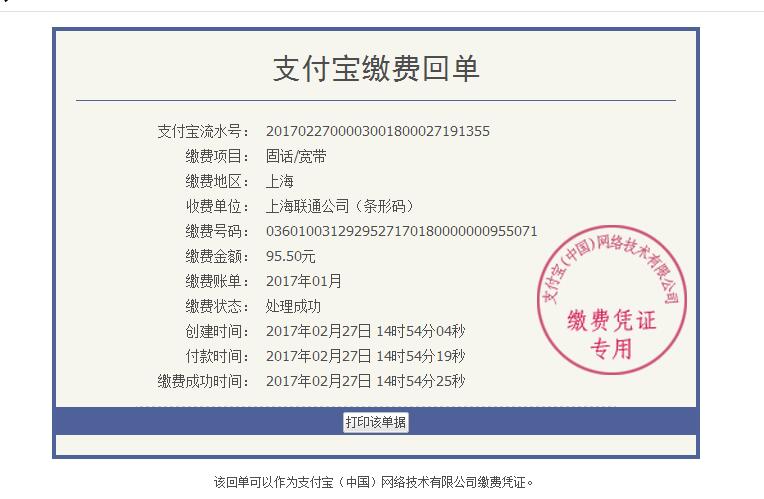 支付宝缴费回单
支付宝流水号： 2017022700003001800027191355
缴费项目： 固话/宽带
缴费地区： 上海
收费单位： 上海联通公司（条形码）
缴费号码： 03601003129295271701800000000955071
缴费金额： 95.50元
缴费账单： 2017年01月
缴费状态： 处理成功
创建时间： 2017年02月27日 14时54分04秒
付款时间： 2017年02月27日 14时54分19秒
缴费成功时间： 2017年02月27日 14时54分25秒
支付宝(中国)网络技术有限公司
缴费凭证
专用
打印该单据
该回单可以作为支付宝（中国）网络技术有限公司缴费凭证。